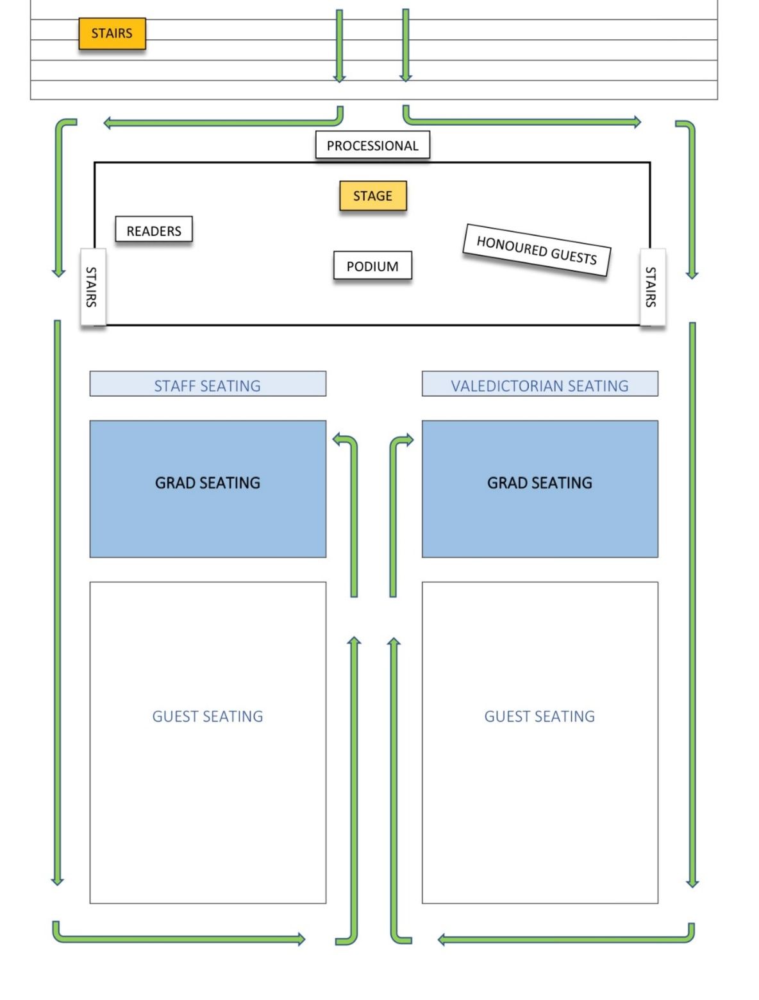 STAIRS
PROCESSIONAL
STAGE
READERS
HONOURED GUESTS
PODIUM
STAIRS
STAIRS
STAFF SEATING
VALEDICTORIAN SEATING
GRAD SEATING
GRAD SEATING
GUEST SEATING
GUEST SEATING